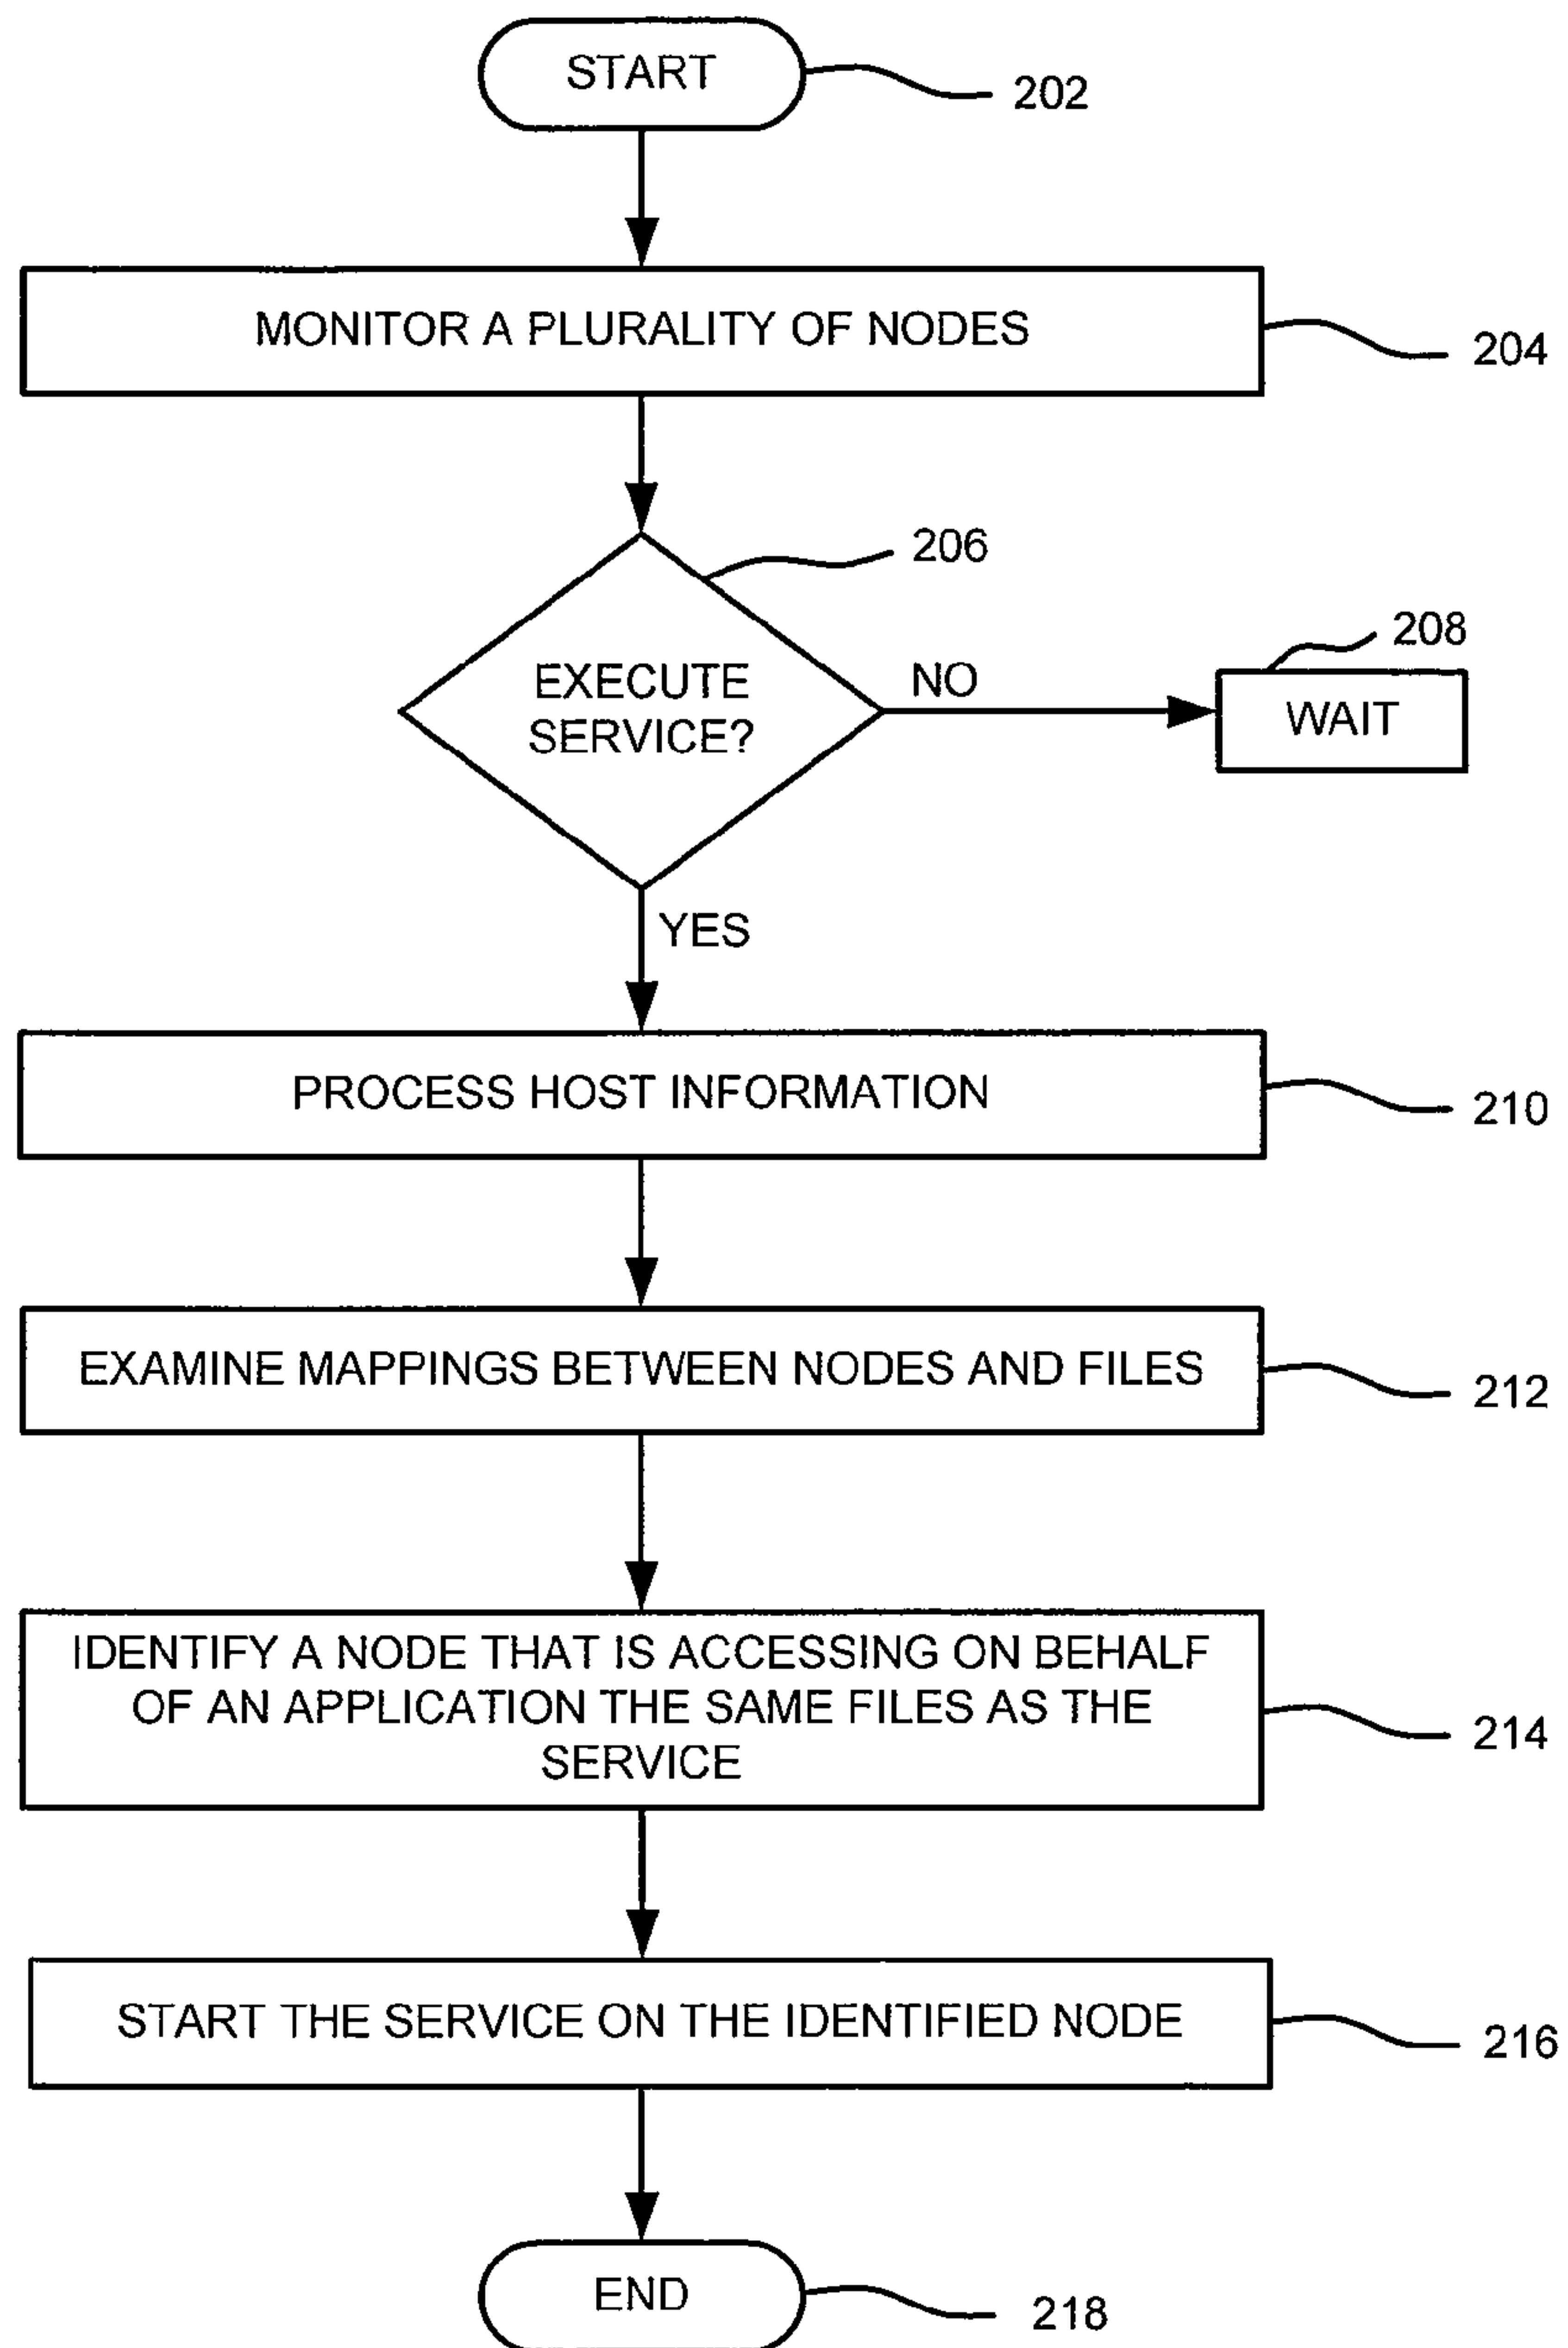 START
202
MONITOR A PLURALITY OF NODES
204
206
EXECUTE
SERVICE?
NO
208
WAIT
YES
PROCESS HOST INFORMATION
210
EXAMINE MAPPINGS BETWEEN NODES AND FILES
212
IDENTIFY A NODE THAT IS ACCESSING ON BEHALF
OF AN APPLICATION THE SAME FILES AS THE
SERVICE
214
START THE SERVICE ON THE IDENTIFIED NODE
216
END
218